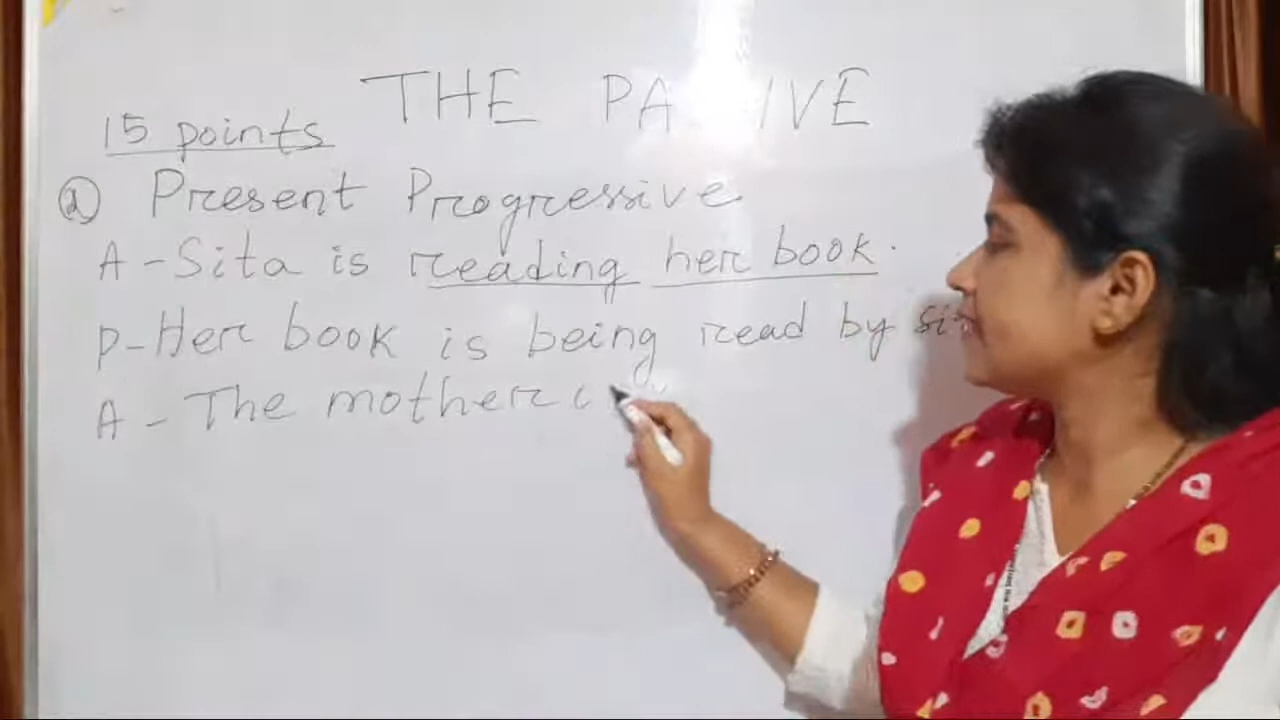 THE PA IVE
15 points
a Present Progressive
A - Sita is reading her book.
P - Her book is being read by si
A - The mother